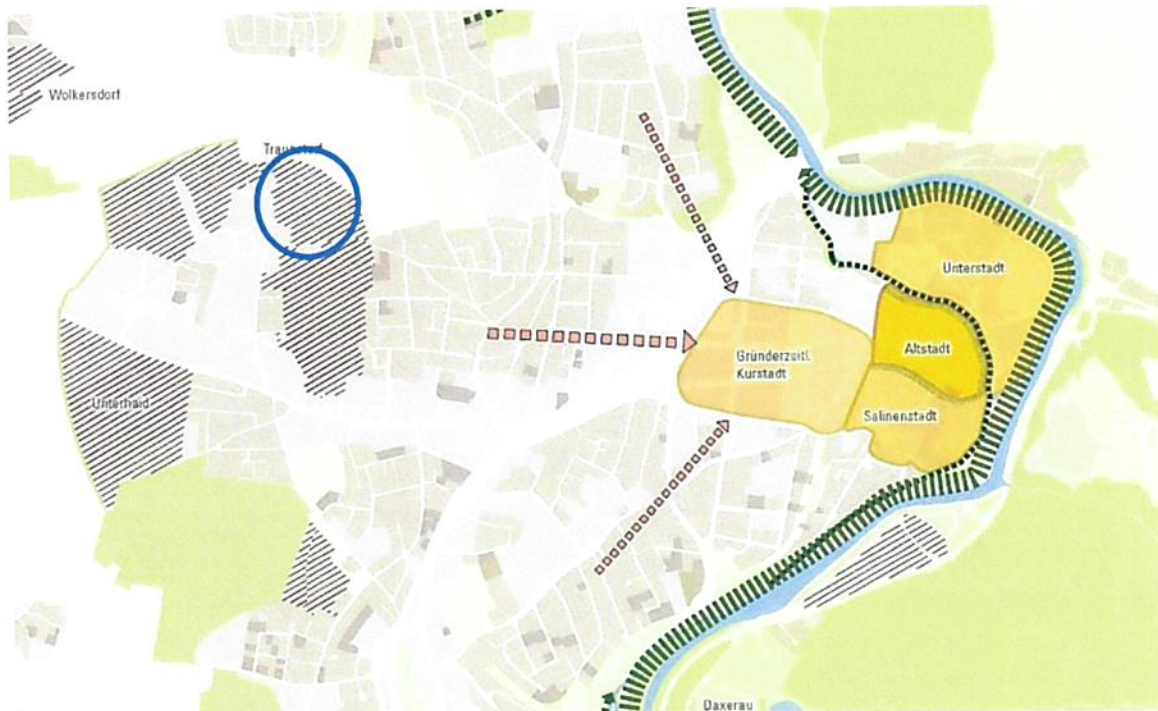 Wolkersdorf
Unterstadt
Altstadt
Gründerzeitl.
Kurstadt
Salinenstadt
Unterhaid
Daxerau